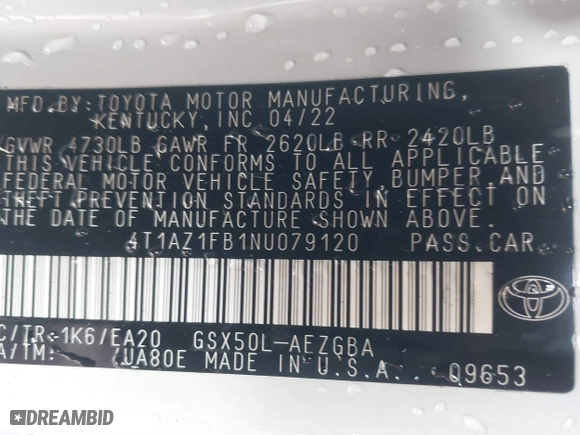 MFD. BY: TOYOTA MOTOR MANUFACTURING,
KENTUCKY, INC 04/22
GVWR 4730LB GAWR FR 2620LB RR 2420LB
THIS VEHICLE CONFORMS TO ALL APPLICABLE
FEDERAL MOTOR VEHICLE SAFETY BUMPER AND
THEFT PREVENTION STANDARDS IN EFFECT ON
THE DATE OF MANUFACTURE SHOWN ABOVE.
4T1AZ1FB1NU079120 PASS.CAR
C/TR:1K6/EA20 GSX50L-AEZGBA
A/TM: /UA80E MADE IN U.S.A. Q9653
TOYOTA
DREAMBID